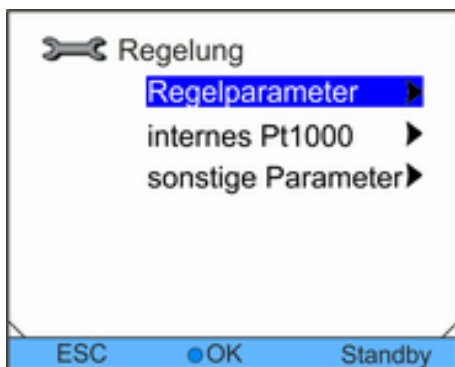 Regelung
Regelparameter
internes Pt1000
sonstige Parameter
ESC OK Standby